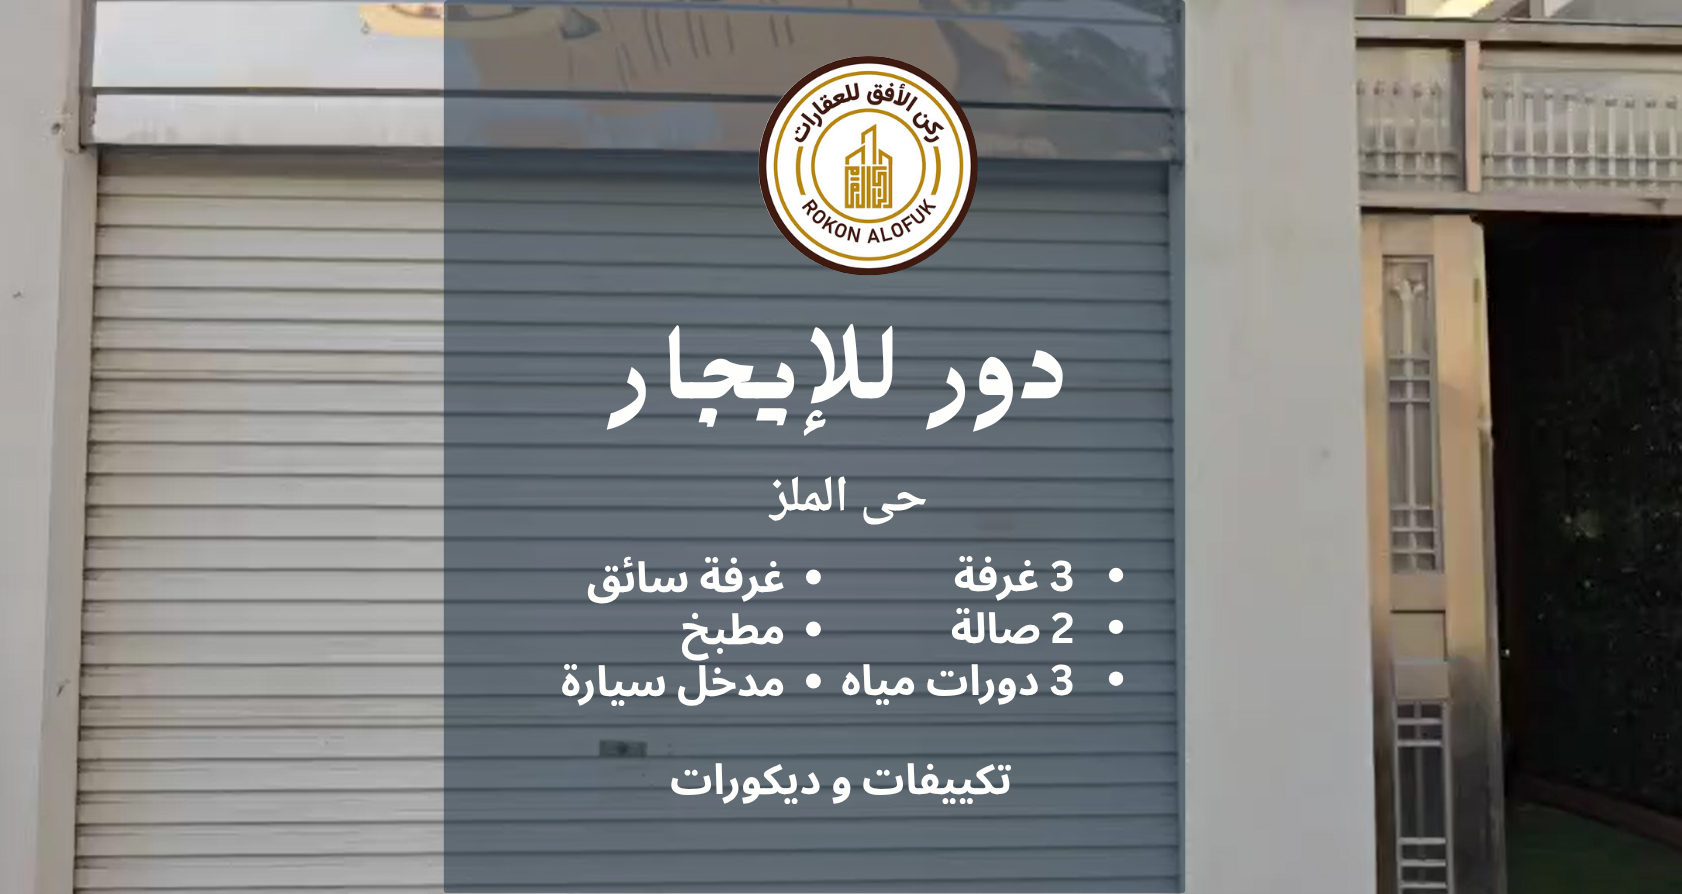 ركن الأفق للعقارات
ROKON ALOFUK
دور للإيجار
حى الملز
• 3 غرفة
• 2 صالة
• 3 دورات مياه
• غرفة سائق
• مطبخ
• مدخل سيارة
تكييفات و ديكورات